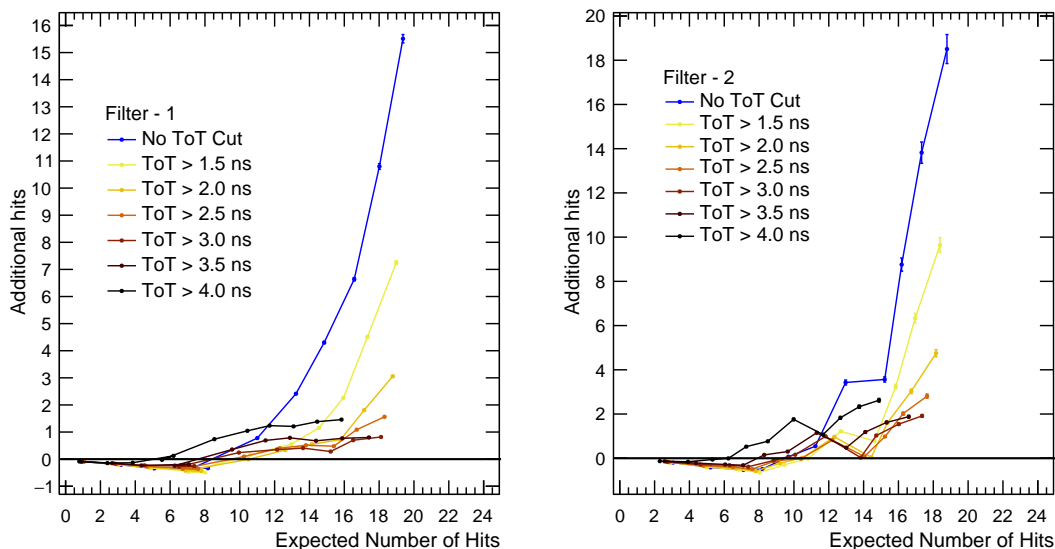 16
15
14
13
12
11
10
9
8
7
6
5
4
3
2
1
0
−1
Additional hits
Filter - 1
No ToT Cut
ToT > 1.5 ns
ToT > 2.0 ns
ToT > 2.5 ns
ToT > 3.0 ns
ToT > 3.5 ns
ToT > 4.0 ns
0 2 4 6 8 10 12 14 16 18 20 22 24
Expected Number of Hits
20
18
16
14
12
10
8
6
4
2
0
Additional hits
Filter - 2
No ToT Cut
ToT > 1.5 ns
ToT > 2.0 ns
ToT > 2.5 ns
ToT > 3.0 ns
ToT > 3.5 ns
ToT > 4.0 ns
0 2 4 6 8 10 12 14 16 18 20 22 24
Expected Number of Hits